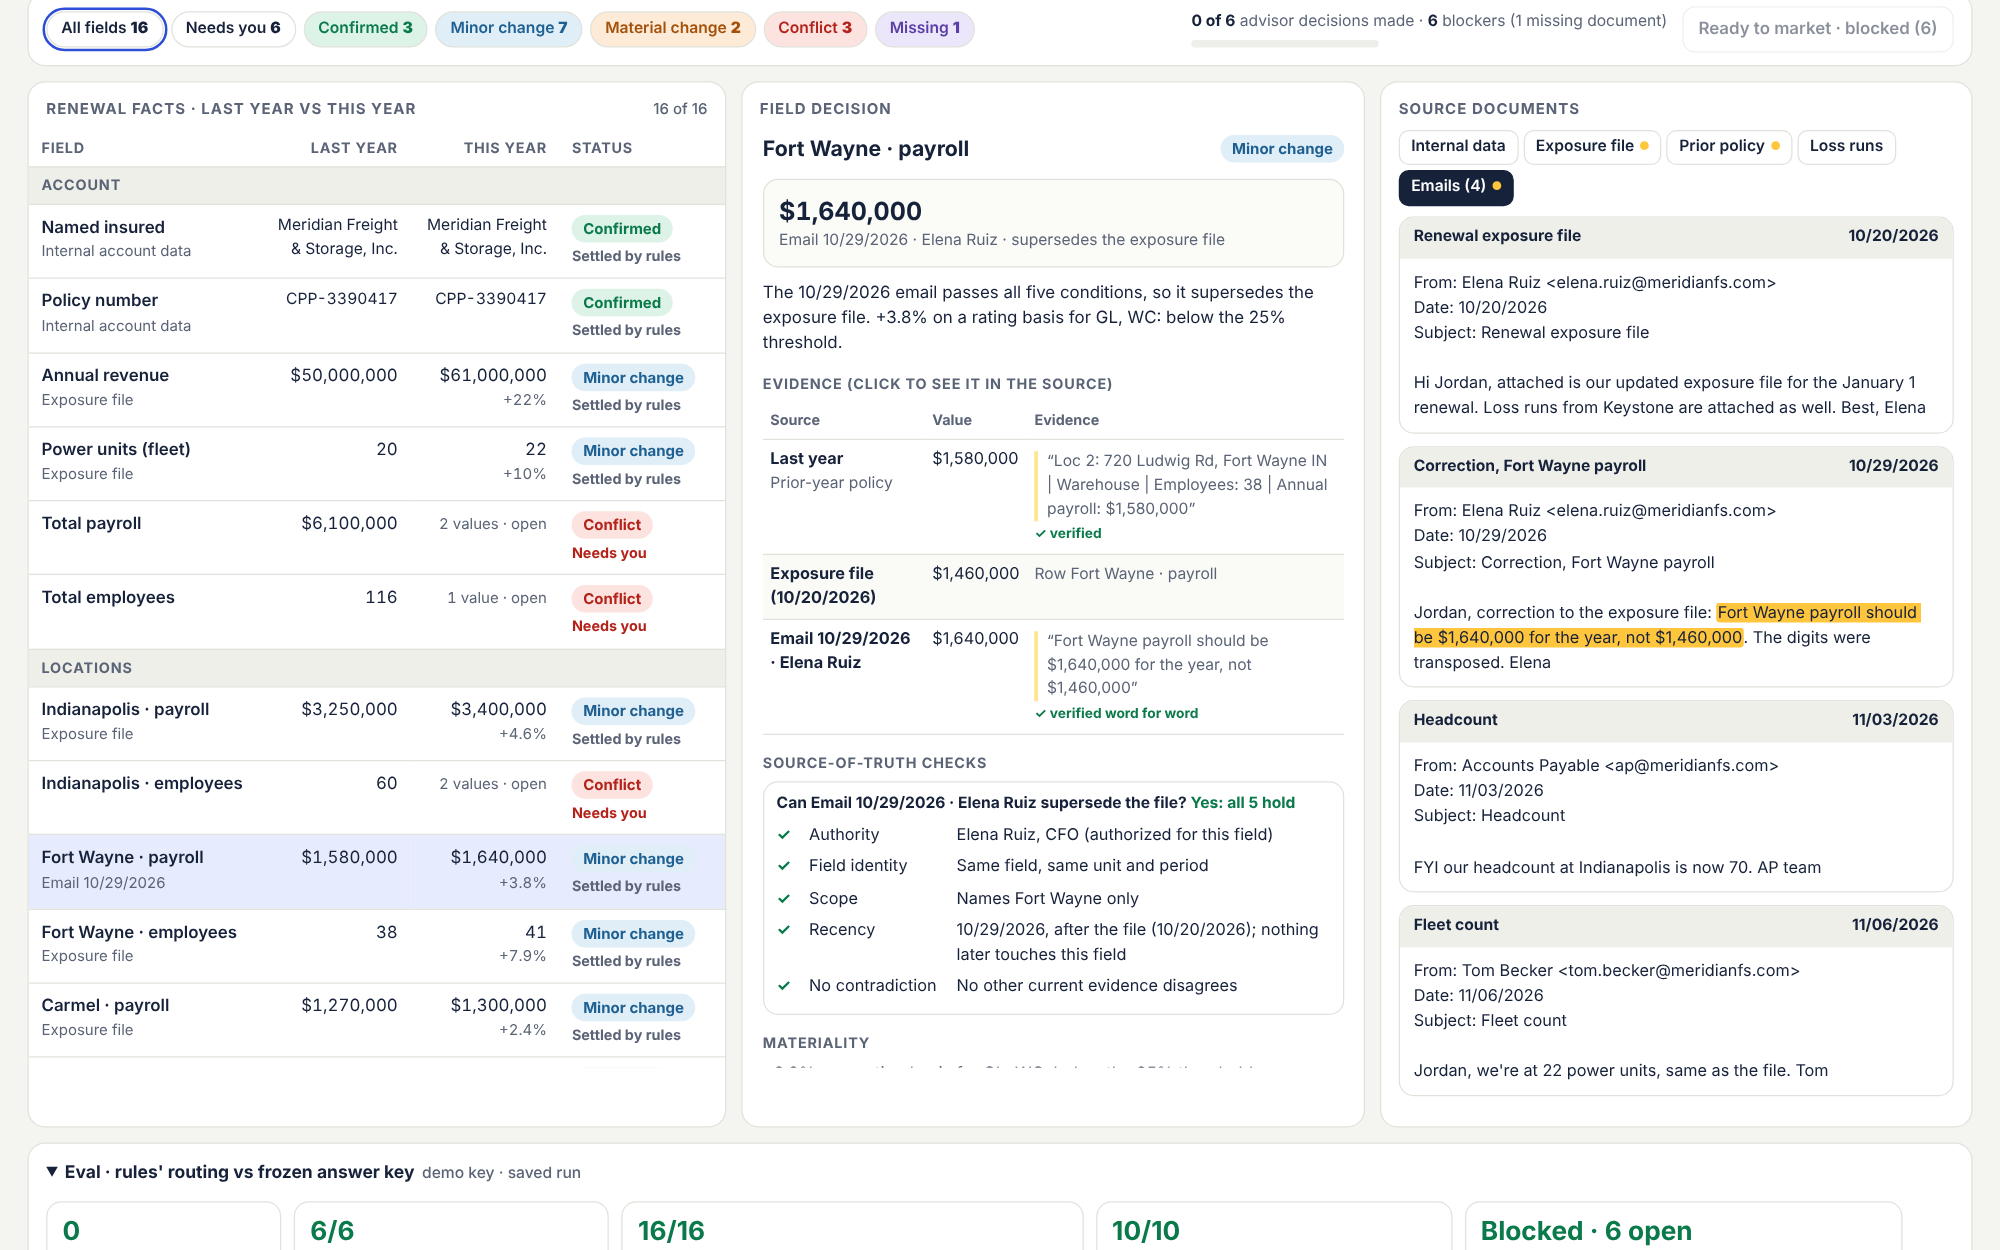 All fields 16
Needs you 6
Confirmed 3
Minor change 7
Material change 2
Conflict 3
Missing 1
0 of 6 advisor decisions made · 6 blockers (1 missing document)
Ready to market · blocked (6)
RENEWAL FACTS · LAST YEAR VS THIS YEAR
16 of 16
FIELD LAST YEAR THIS YEAR STATUS
ACCOUNT
Named insured Meridian Freight Meridian Freight Confirmed
Internal account data & Storage, Inc. & Storage, Inc. Settled by rules
Policy number CPP-3390417 CPP-3390417 Confirmed
Internal account data Settled by rules
Annual revenue $50,000,000 $61,000,000 Minor change
Exposure file +22% Settled by rules
Power units (fleet) 20 22 Minor change
Exposure file +10% Settled by rules
Total payroll $6,100,000 2 values · open Conflict
Needs you
Total employees 116 1 value · open Conflict
Needs you
LOCATIONS
Indianapolis · payroll $3,250,000 $3,400,000 Minor change
Exposure file +4.6% Settled by rules
Indianapolis · employees 60 2 values · open Conflict
Needs you
Fort Wayne · payroll $1,580,000 $1,640,000 Minor change
Email 10/29/2026 +3.8% Settled by rules
Fort Wayne · employees 38 41 Minor change
Exposure file +7.9% Settled by rules
Carmel · payroll $1,270,000 $1,300,000 Minor change
Exposure file +2.4% Settled by rules
FIELD DECISION
Fort Wayne · payroll Minor change
$1,640,000
Email 10/29/2026 · Elena Ruiz · supersedes the exposure file
The 10/29/2026 email passes all five conditions, so it supersedes the
exposure file. +3.8% on a rating basis for GL, WC: below the 25%
threshold.
EVIDENCE (CLICK TO SEE IT IN THE SOURCE)
Source Value Evidence
Last year $1,580,000 “Loc 2: 720 Ludwig Rd, Fort Wayne IN
Prior-year policy | Warehouse | Employees: 38 | Annual
payroll: $1,580,000”
✓ verified
Exposure file $1,460,000 Row Fort Wayne · payroll
(10/20/2026)
Email 10/29/2026 $1,640,000 “Fort Wayne payroll should be
· Elena Ruiz $1,640,000 for the year, not
$1,460,000”
✓ verified word for word
SOURCE-OF-TRUTH CHECKS
Can Email 10/29/2026 · Elena Ruiz supersede the file? Yes: all 5 hold
✓ Authority Elena Ruiz, CFO (authorized for this field)
✓ Field identity Same field, same unit and period
✓ Scope Names Fort Wayne only
✓ Recency 10/29/2026, after the file (10/20/2026); nothing
later touches this field
✓ No contradiction No other current evidence disagrees
MATERIALITY
SOURCE DOCUMENTS
Internal data
Exposure file
Prior policy
Loss runs
Emails (4)
Renewal exposure file 10/20/2026
From: Elena Ruiz <elena.ruiz@meridianfs.com>
Date: 10/20/2026
Subject: Renewal exposure file
Hi Jordan, attached is our updated exposure file for the January 1
renewal. Loss runs from Keystone are attached as well. Best, Elena
Correction, Fort Wayne payroll 10/29/2026
From: Elena Ruiz <elena.ruiz@meridianfs.com>
Date: 10/29/2026
Subject: Correction, Fort Wayne payroll
Jordan, correction to the exposure file: Fort Wayne payroll should
be $1,640,000 for the year, not $1,460,000. The digits were
transposed. Elena
Headcount 11/03/2026
From: Accounts Payable <ap@meridianfs.com>
Date: 11/03/2026
Subject: Headcount
FYI our headcount at Indianapolis is now 70. AP team
Fleet count 11/06/2026
From: Tom Becker <tom.becker@meridianfs.com>
Date: 11/06/2026
Subject: Fleet count
Jordan, we're at 22 power units, same as the file. Tom
▼ Eval · rules' routing vs frozen answer key demo key · saved run
0
6/6
16/16
10/10
Blocked · 6 open